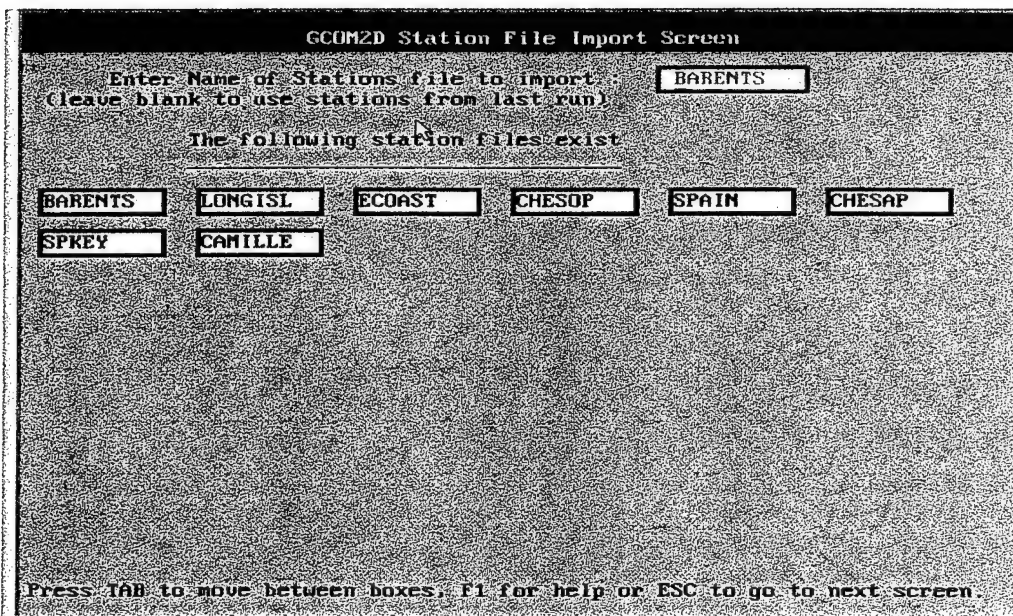 GCOM2D Station File Import Screen
Enter Name of Stations file to import : BARENTS
(leave blank to use stations from last run)
The following station files exist
BARENTS LONGISL ECOAST CHESOP SPAIN CHESAP
SPKEY CAMILLE
Press TAB to move between boxes, F1 for help or ESC to go to next screen